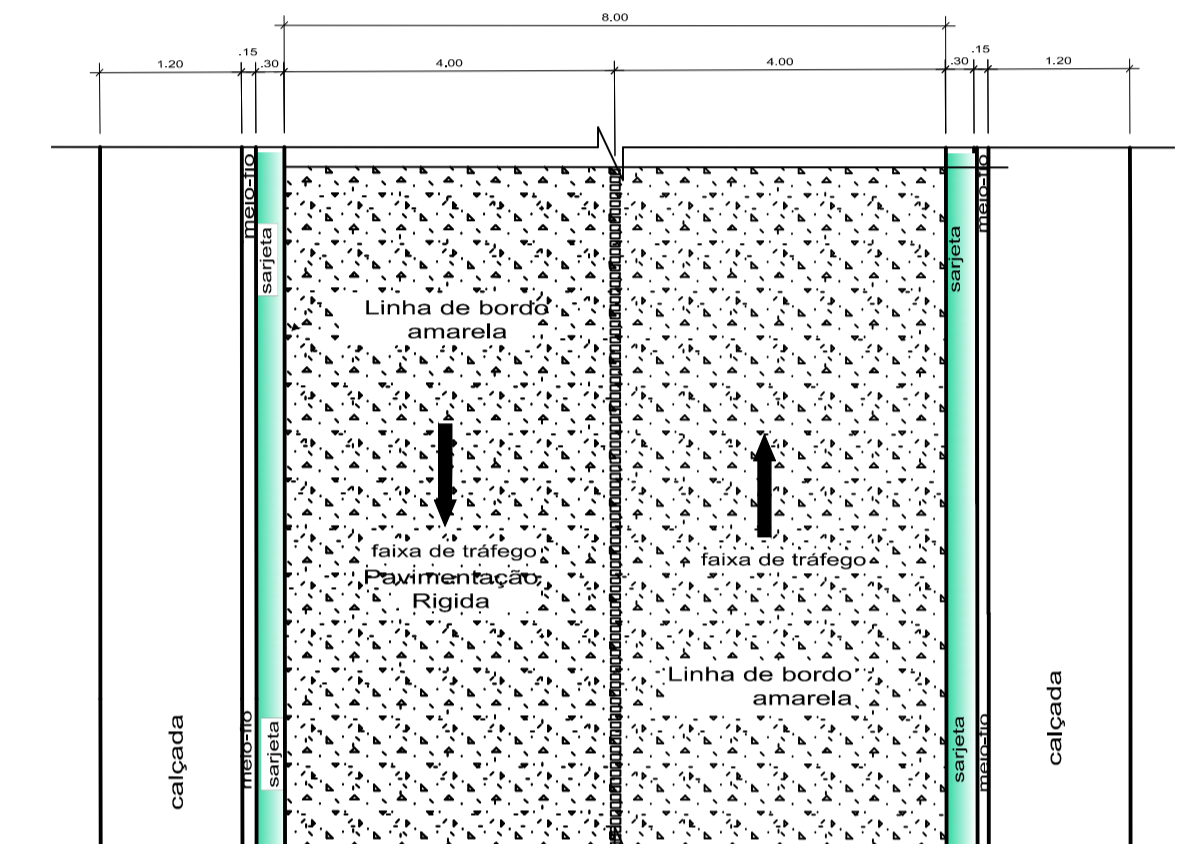 8.00
.15
.15
1.20
.30
4.00
4.00
.30
1.20
meio-fio
meio-fio
sarjeta
sarjeta
Linha de bordo
amarela
faixa de tráfego
faixa de tráfego
Pavimentação
Rigida
Linha de bordo
amarela
calçada
meio-fio
sarjeta
sarjeta
meio-fio
calçada